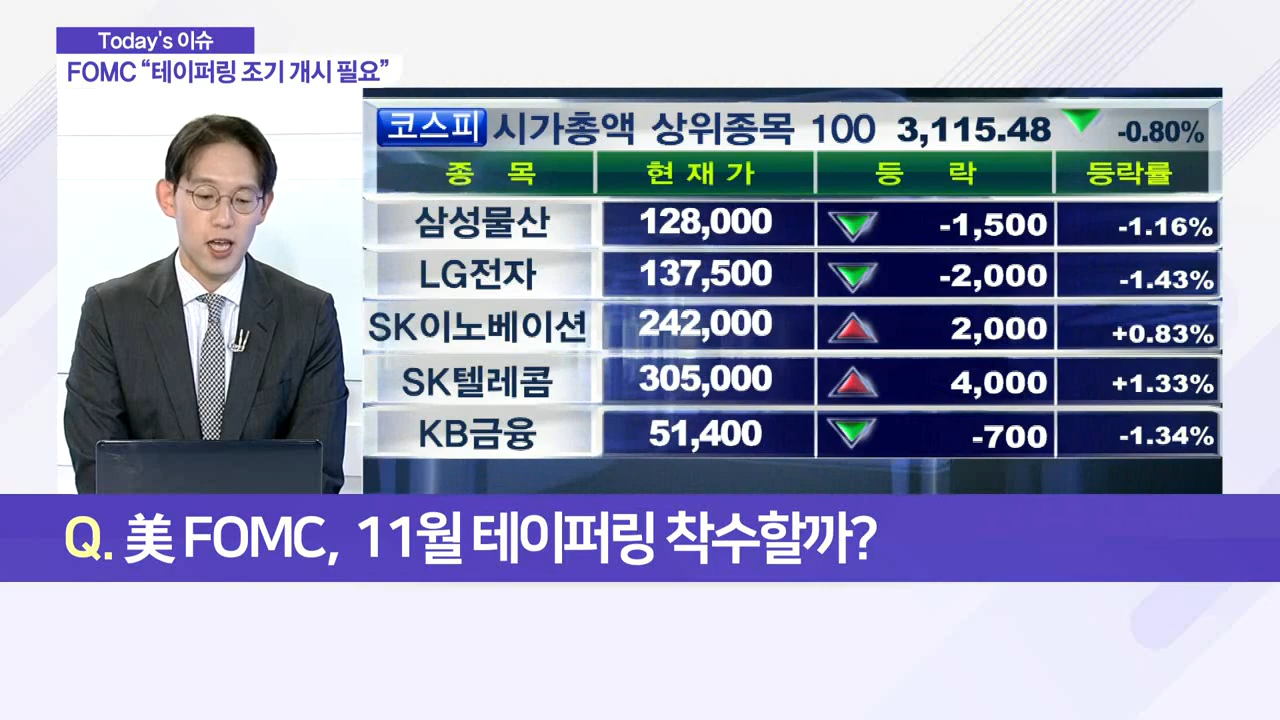 Today's 이슈
FOMC “테이퍼링 조기 개시 필요”
코스피 시가총액 상위종목 100 3,115.48 -0.80%
종 목 현 재 가 등 락 등락률
삼성물산 128,000 -1,500 -1.16%
LG전자 137,500 -2,000 -1.43%
SK이노베이션 242,000 2,000 +0.83%
SK텔레콤 305,000 4,000 +1.33%
KB금융 51,400 -700 -1.34%
Q. 美 FOMC, 11월 테이퍼링 착수할까?